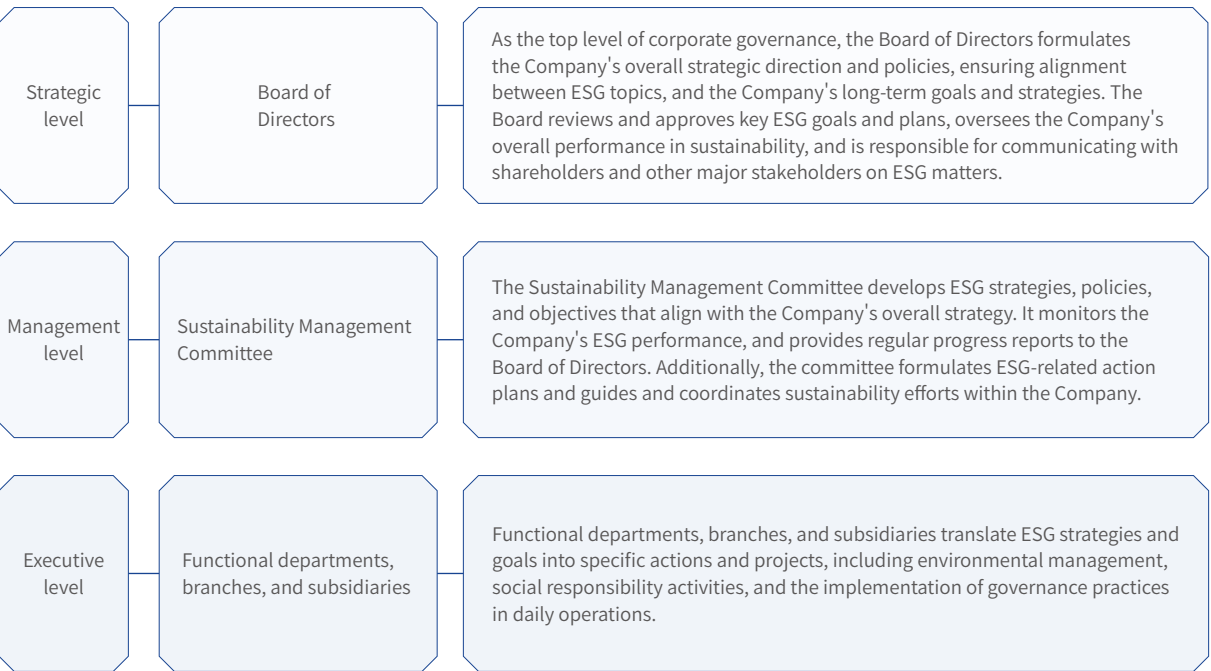 Strategic
level
Board of
Directors
As the top level of corporate governance, the Board of Directors formulates
the Company's overall strategic direction and policies, ensuring alignment
between ESG topics, and the Company's long-term goals and strategies. The
Board reviews and approves key ESG goals and plans, oversees the Company's
overall performance in sustainability, and is responsible for communicating with
shareholders and other major stakeholders on ESG matters.
Management
level
Sustainability Management
Committee
The Sustainability Management Committee develops ESG strategies, policies,
and objectives that align with the Company's overall strategy. It monitors the
Company's ESG performance, and provides regular progress reports to the
Board of Directors. Additionally, the committee formulates ESG-related action
plans and guides and coordinates sustainability efforts within the Company.
Executive
level
Functional departments,
branches, and subsidiaries
Functional departments, branches, and subsidiaries translate ESG strategies and
goals into specific actions and projects, including environmental management,
social responsibility activities, and the implementation of governance practices
in daily operations.